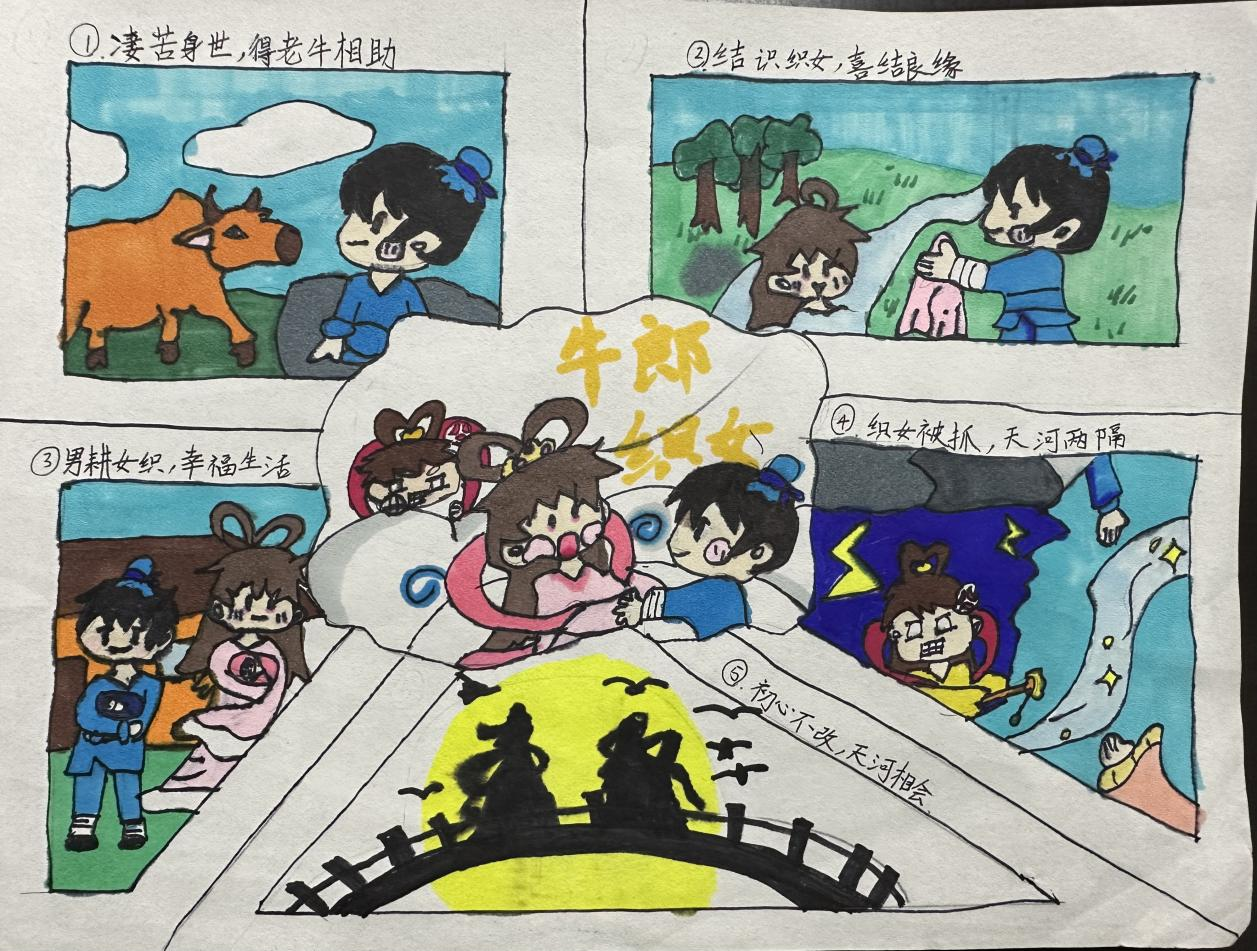 ①.凄苦身世,得老牛相助
②.结识织女,喜结良缘
牛郎
织女
③男耕女织,幸福生活
④.织女被抓,天河两隔
⑤.初心不改,天河相会.